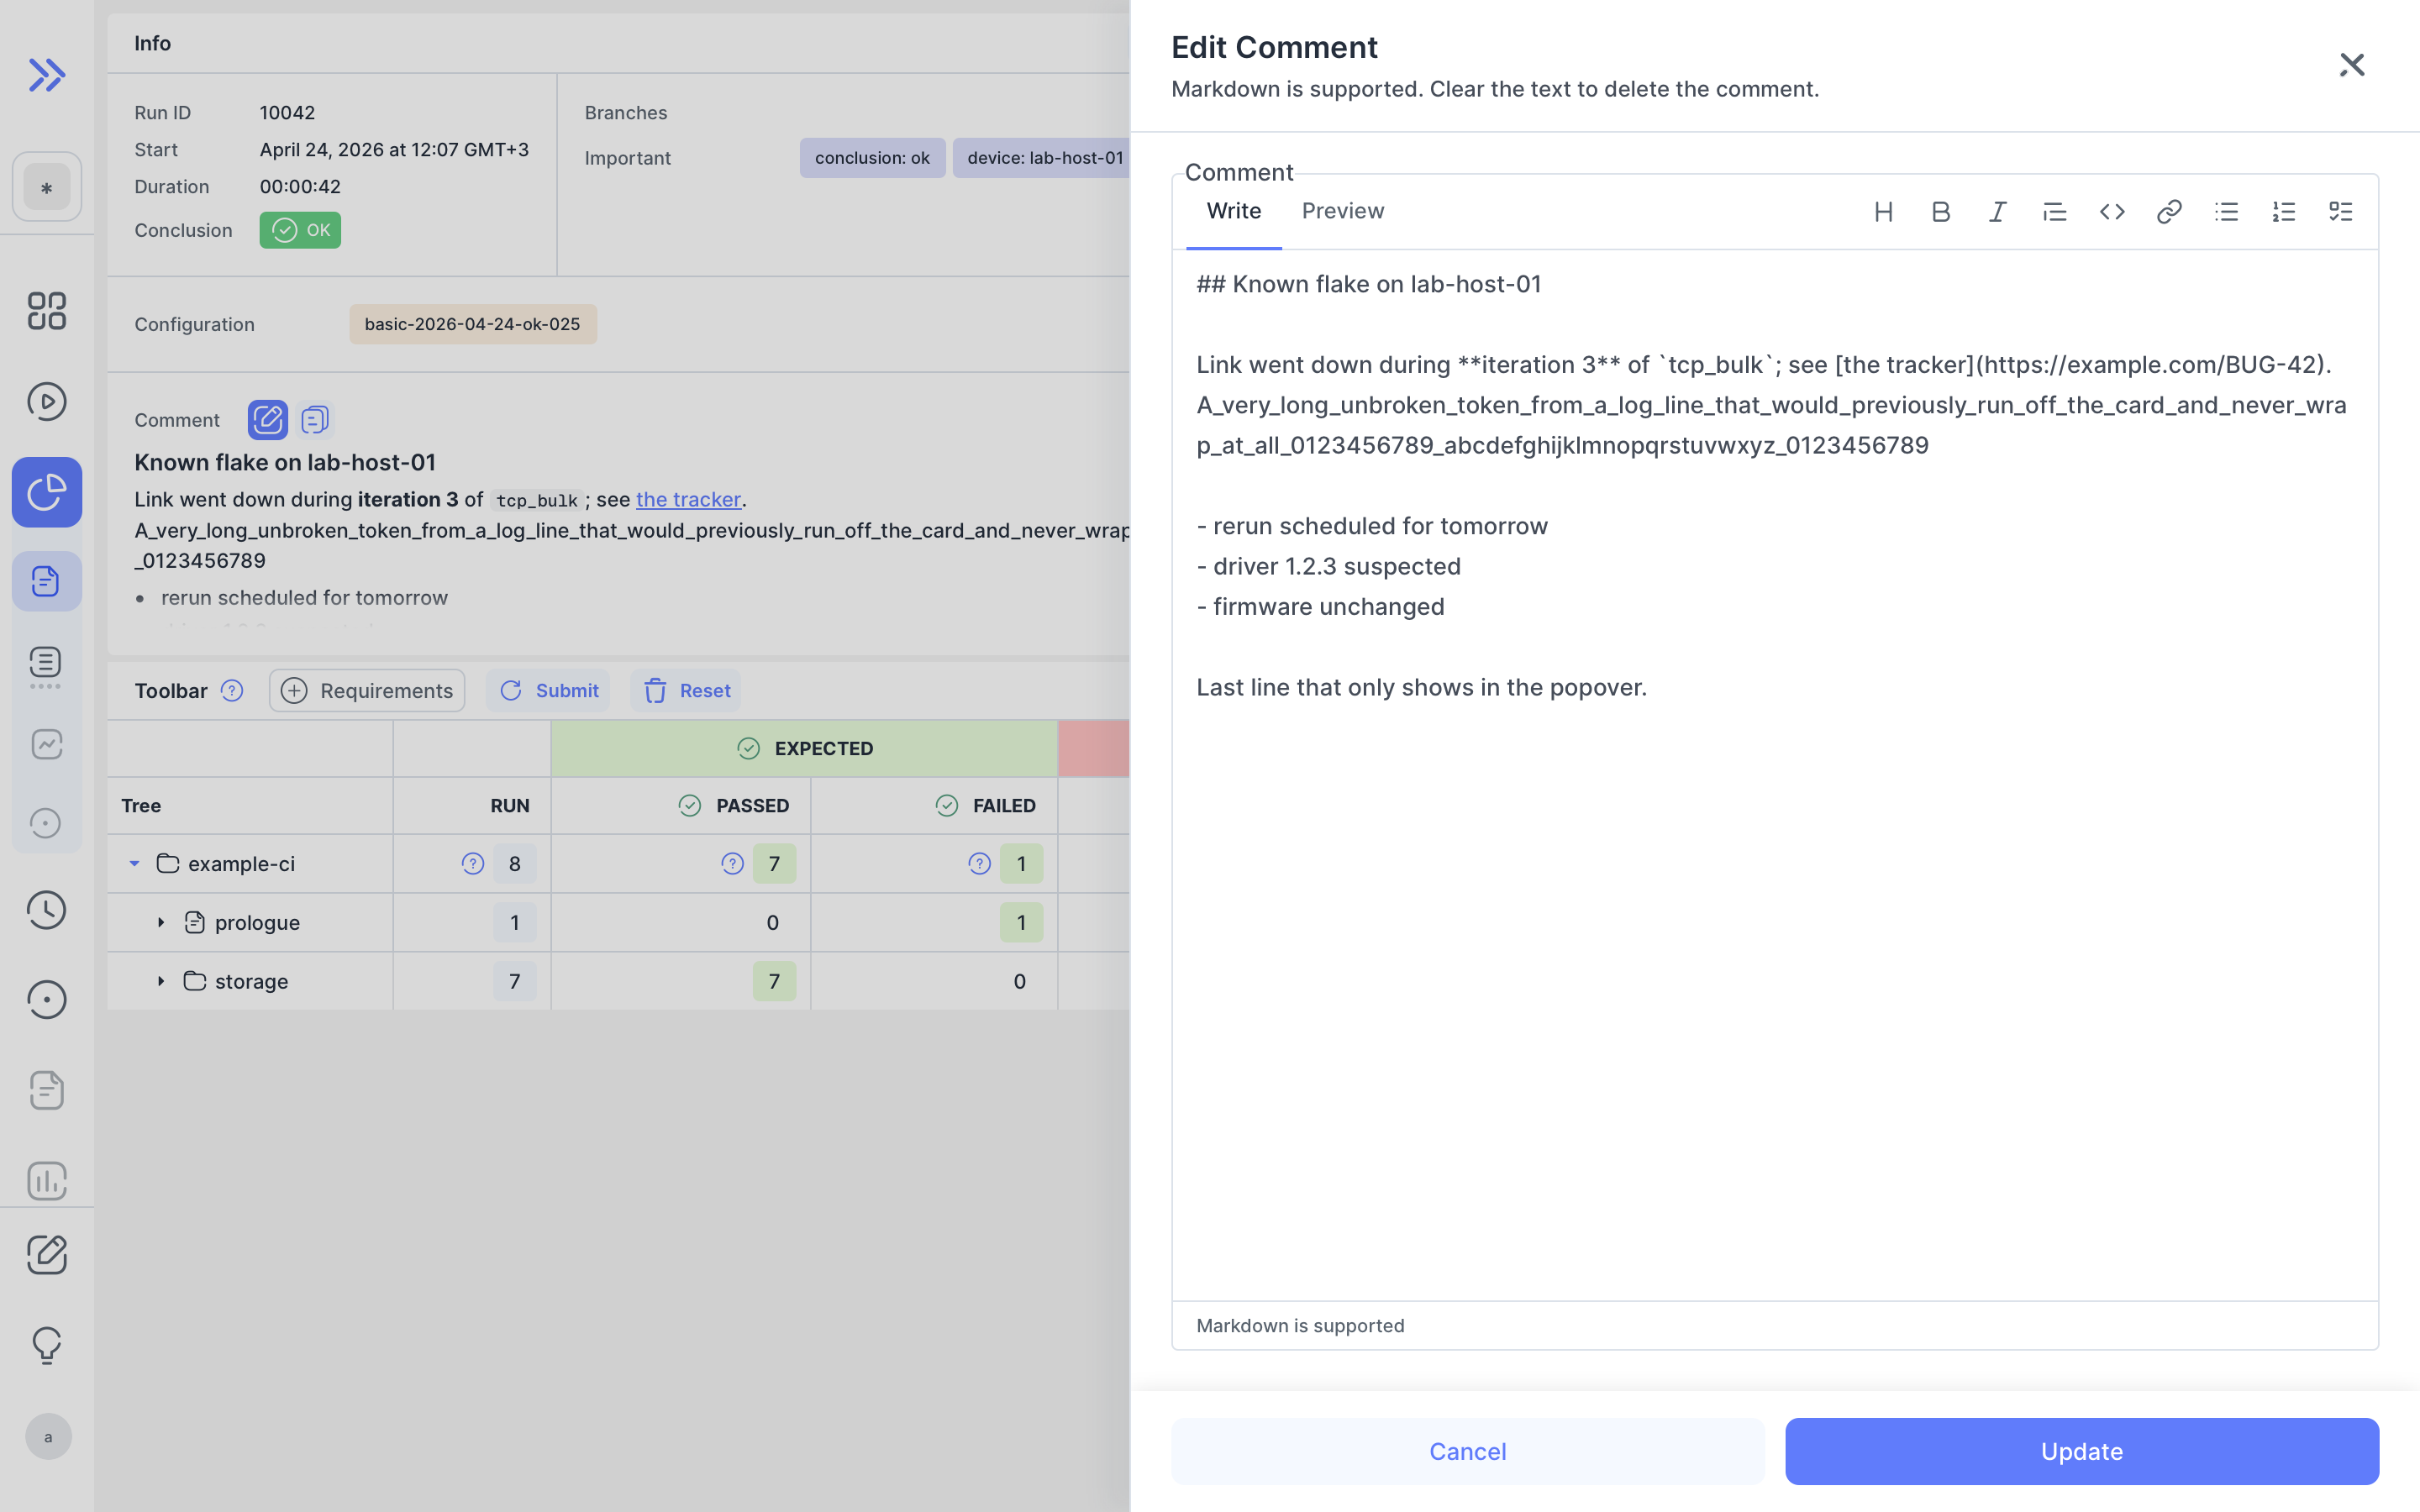 Info
Run ID 10042
Start April 24, 2026 at 12:07 GMT+3
Duration 00:00:42
Conclusion OK
Branches
Important conclusion: ok device: lab-host-01
Configuration basic-2026-04-24-ok-025
Comment
Known flake on lab-host-01
Link went down during iteration 3 of tcp_bulk; see the tracker.
A_very_long_unbroken_token_from_a_log_line_that_would_previously_run_off_the_card_and_never_wrap
_0123456789
• rerun scheduled for tomorrow
Toolbar ? Requirements Submit Reset
EXPECTED
Tree RUN PASSED FAILED
example-ci ? 8 ? 7 ? 1
prologue 1 0 1
storage 7 7 0
*
a
Edit Comment
Markdown is supported. Clear the text to delete the comment.
Comment
Write Preview
## Known flake on lab-host-01
Link went down during **iteration 3** of `tcp_bulk`; see [the tracker](https://example.com/BUG-42).
A_very_long_unbroken_token_from_a_log_line_that_would_previously_run_off_the_card_and_never_wra
p_at_all_0123456789_abcdefghijklmnopqrstuvwxyz_0123456789
- rerun scheduled for tomorrow
- driver 1.2.3 suspected
- firmware unchanged
Last line that only shows in the popover.
Markdown is supported
Cancel Update